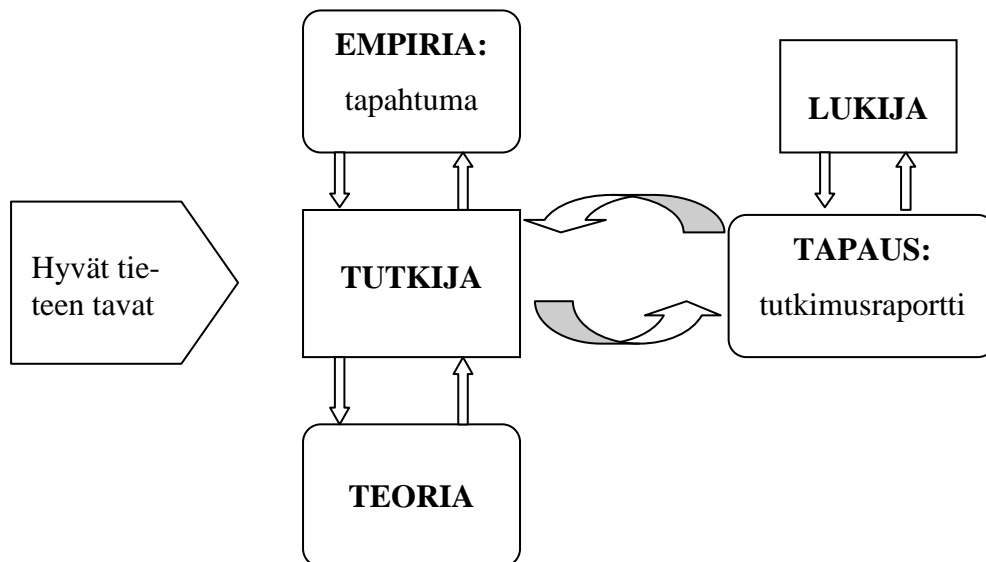 EMPIRIA:
tapahtuma
LUKIJA
Hyvät tie-
teen tavat
TUTKIJA
TAPAUS:
tutkimusraportti
TEORIA